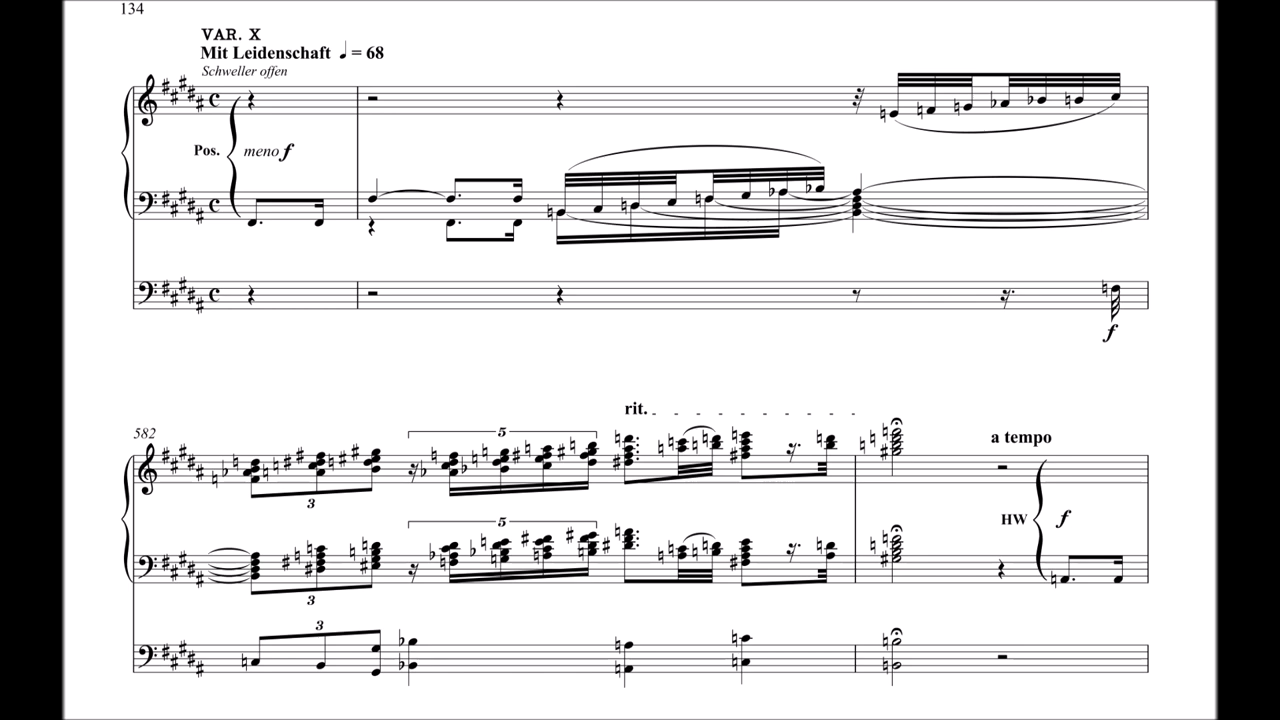 134
VAR. X
Mit Leidenschaft ♩ = 68
Schweller offen
Pos.
meno f
f
rit.
582
5
a tempo
3
5
HW
f
3
3